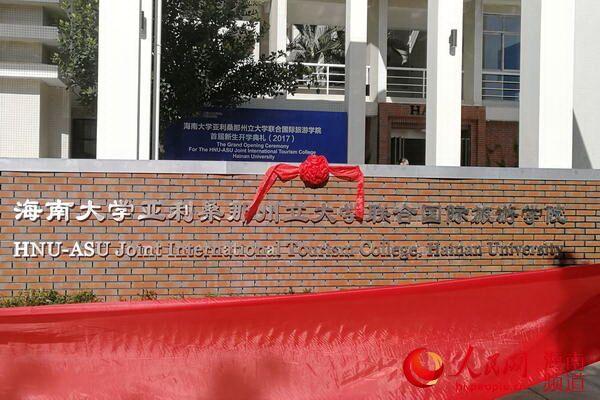 海南大学亚利桑那州立大学联合国际旅游学院
首届新生开学典礼（2017）
The Grand Opening Ceremony
For The HNU-ASU Joint International Tourism College
Hainan University
HA
海南大学亚利桑那州立大学联合国际旅游学院
HNU-ASU Joint International Tourism College, Hainan University
人民网 海南频道
hi.people.cn